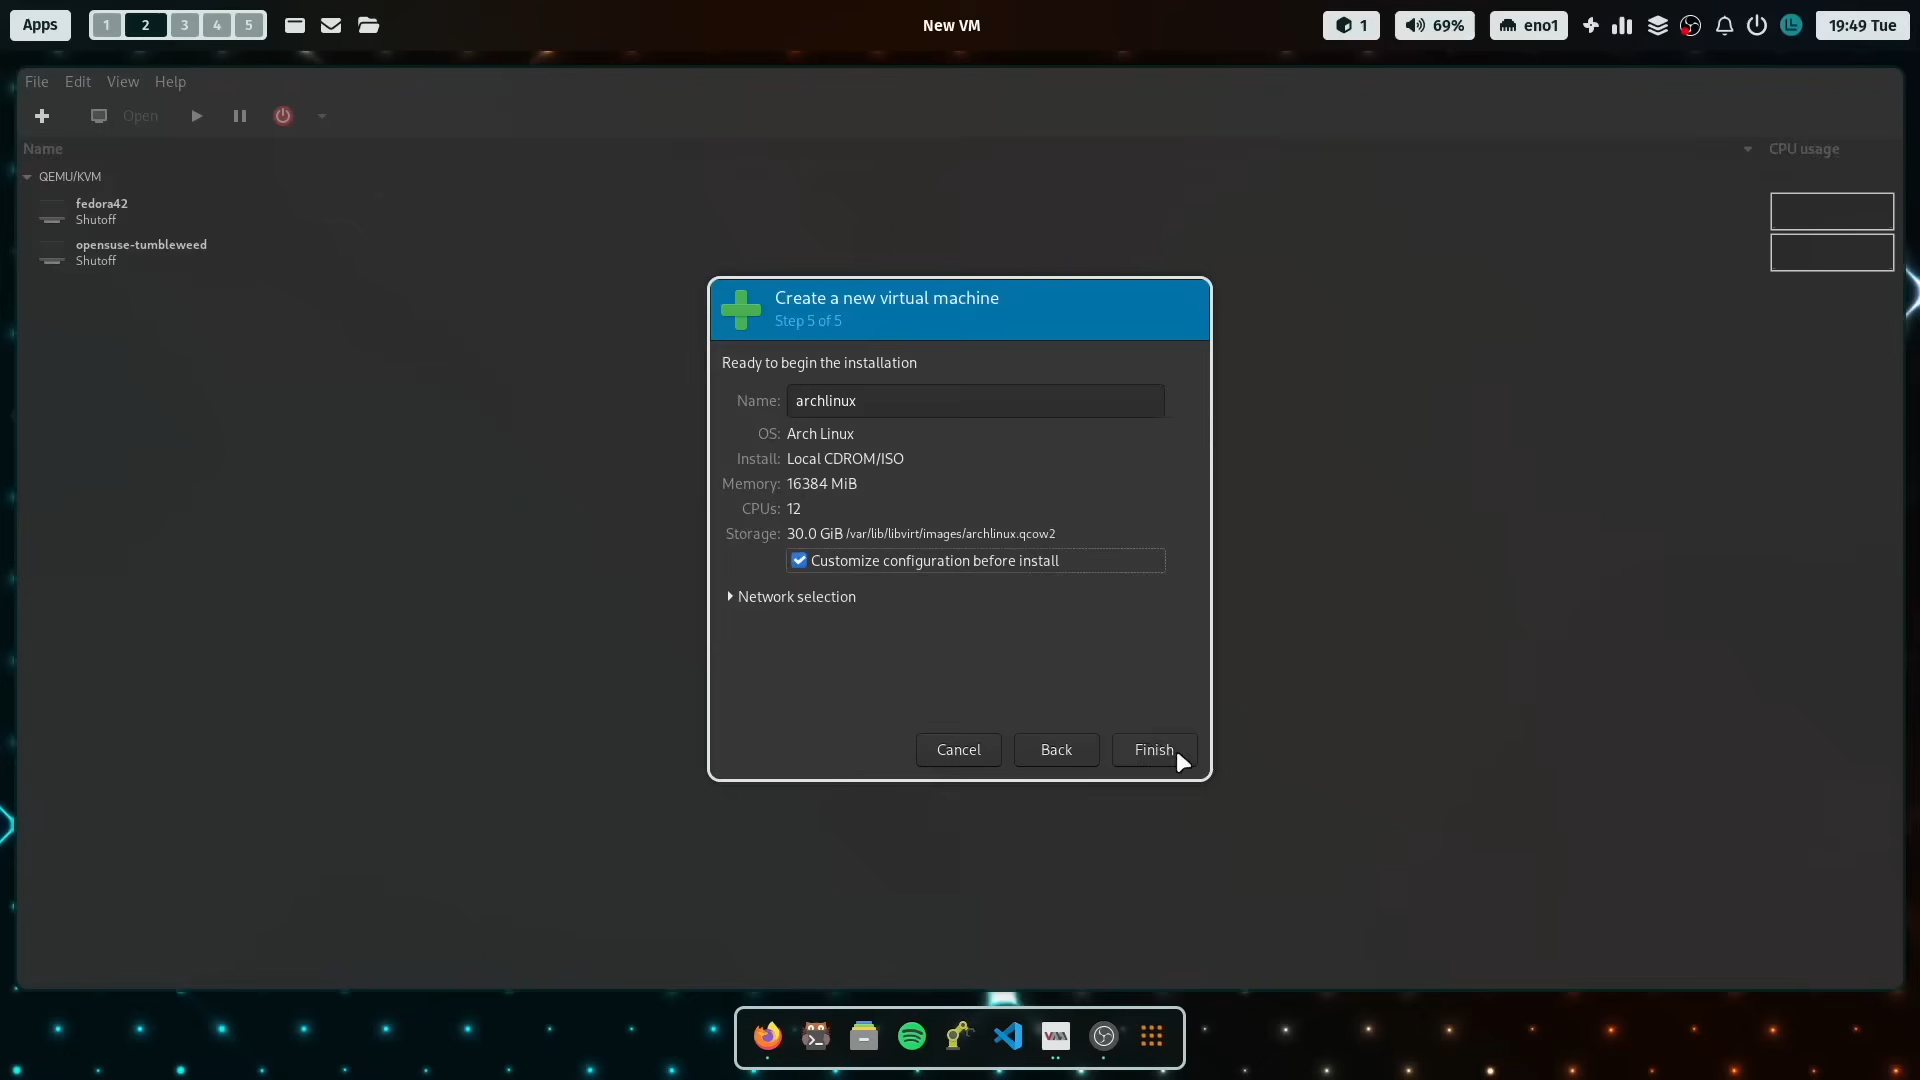 Apps 1 2 3 4 5 New VM 1 69% eno1 19:49 Tue
File Edit View Help
Open
Name CPU usage
QEMU/KVM
fedora42
Shutoff
opensuse-tumbleweed
Shutoff
Create a new virtual machine
Step 5 of 5
Ready to begin the installation
Name: archlinux
OS: Arch Linux
Install: Local CDROM/ISO
Memory: 16384 MiB
CPUs: 12
Storage: 30.0 GiB /var/lib/libvirt/images/archlinux.qcow2
Customize configuration before install
Network selection
Cancel Back Finish